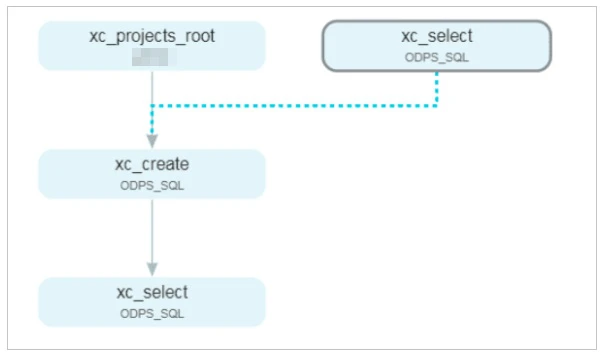 xc_projects_root
xc_select
ODPS_SQL
xc_create
ODPS_SQL
xc_select
ODPS_SQL